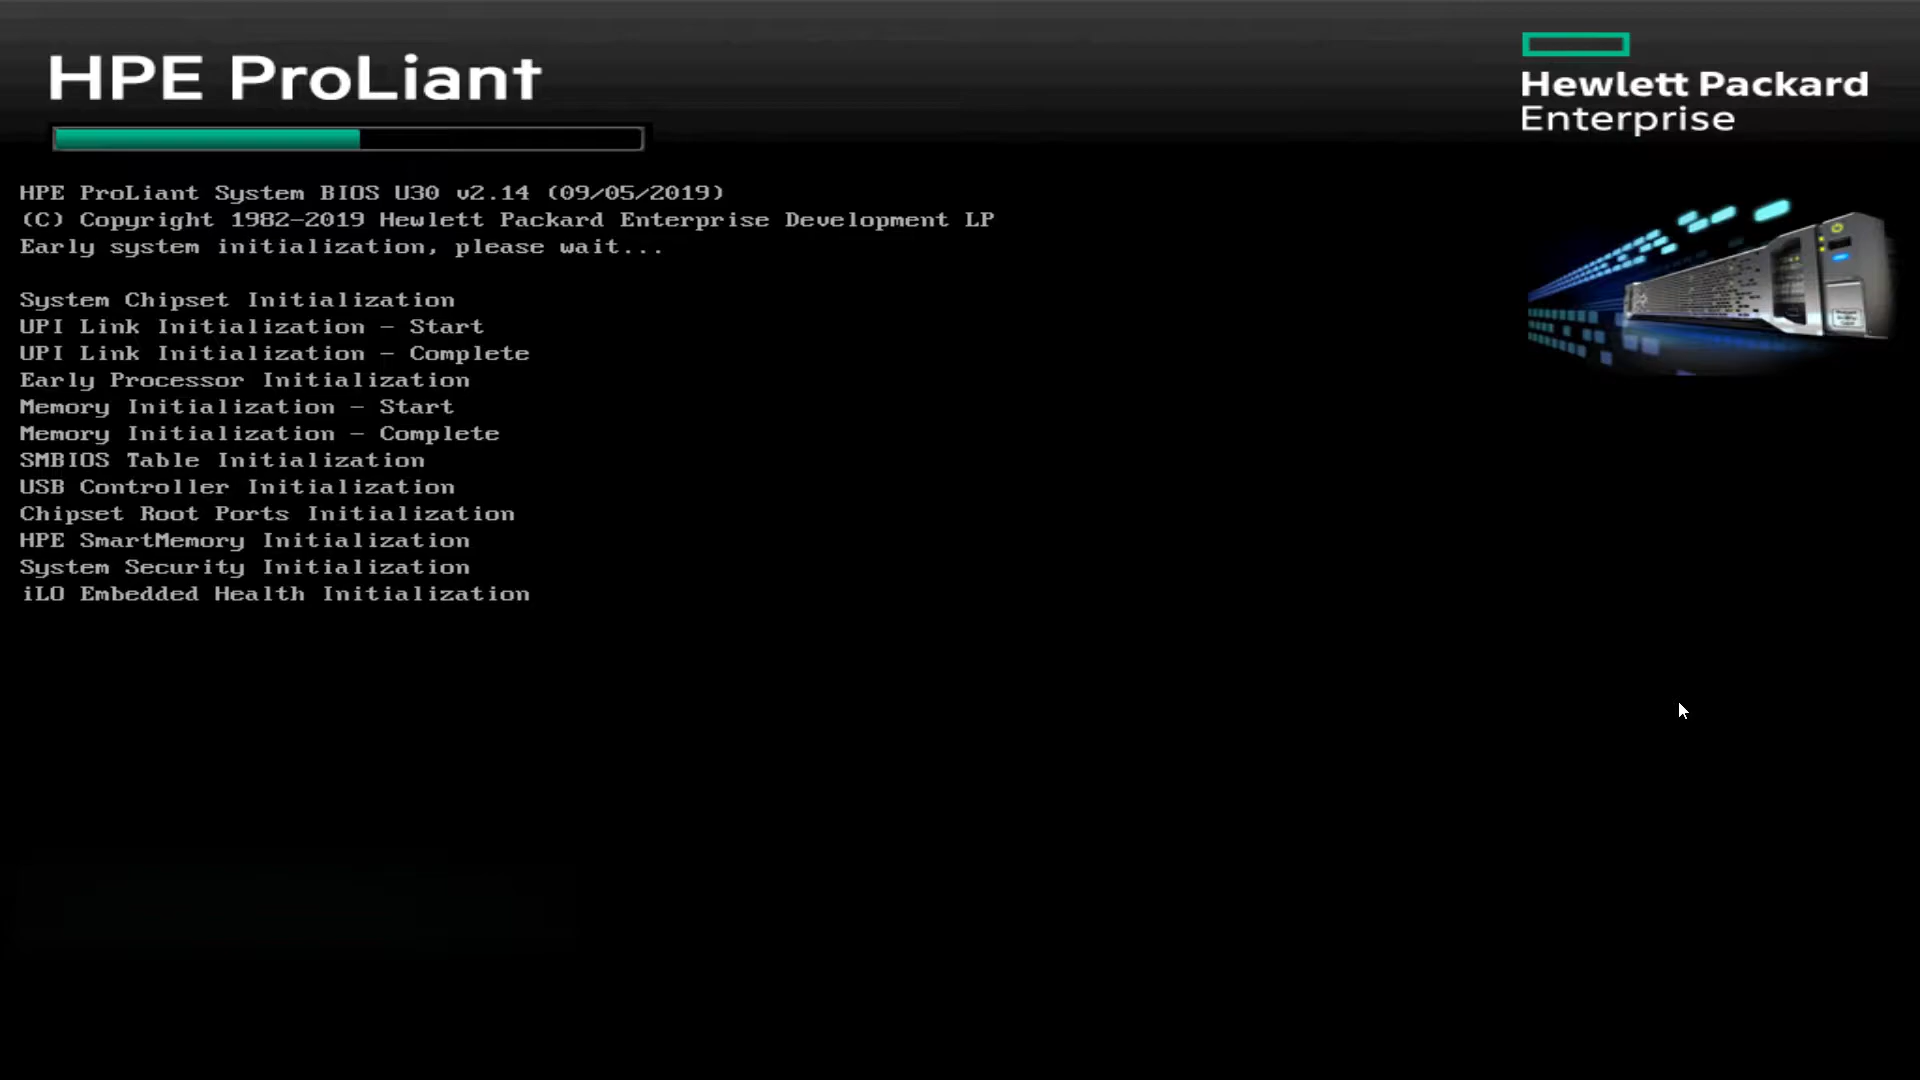 HPE ProLiant
Hewlett Packard
Enterprise
HPE ProLiant System BIOS U30 v2.14 (09/05/2019)
(C) Copyright 1982-2019 Hewlett Packard Enterprise Development LP
Early system initialization, please wait...
System Chipset Initialization
UPI Link Initialization - Start
UPI Link Initialization - Complete
Early Processor Initialization
Memory Initialization - Start
Memory Initialization - Complete
SMBIOS Table Initialization
USB Controller Initialization
Chipset Root Ports Initialization
HPE SmartMemory Initialization
System Security Initialization
iLO Embedded Health Initialization